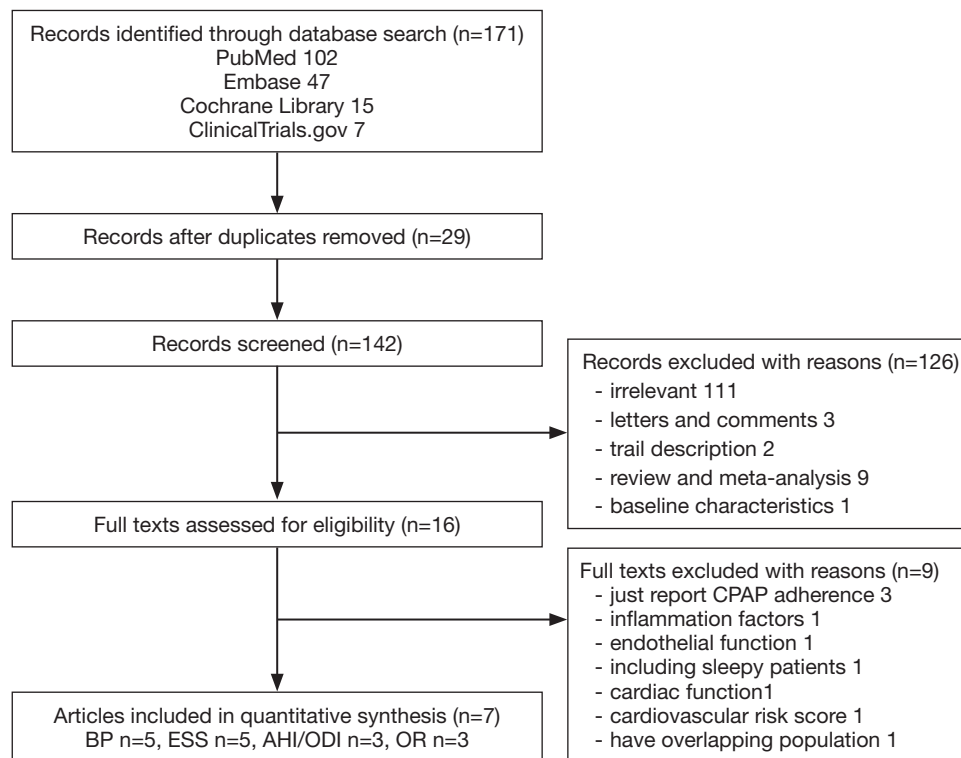 Records identified through database search (n=171)
PubMed 102
Embase 47
Cochrane Library 15
ClinicalTrials.gov 7
Records after duplicates removed (n=29)
Records screened (n=142)
Records excluded with reasons (n=126)
- irrelevant 111
- letters and comments 3
- trail description 2
- review and meta-analysis 9
- baseline characteristics 1
Full texts assessed for eligibility (n=16)
Full texts excluded with reasons (n=9)
- just report CPAP adherence 3
- inflammation factors 1
- endothelial function 1
- including sleepy patients 1
- cardiac function1
- cardiovascular risk score 1
- have overlapping population 1
Articles included in quantitative synthesis (n=7)
BP n=5, ESS n=5, AHI/ODI n=3, OR n=3